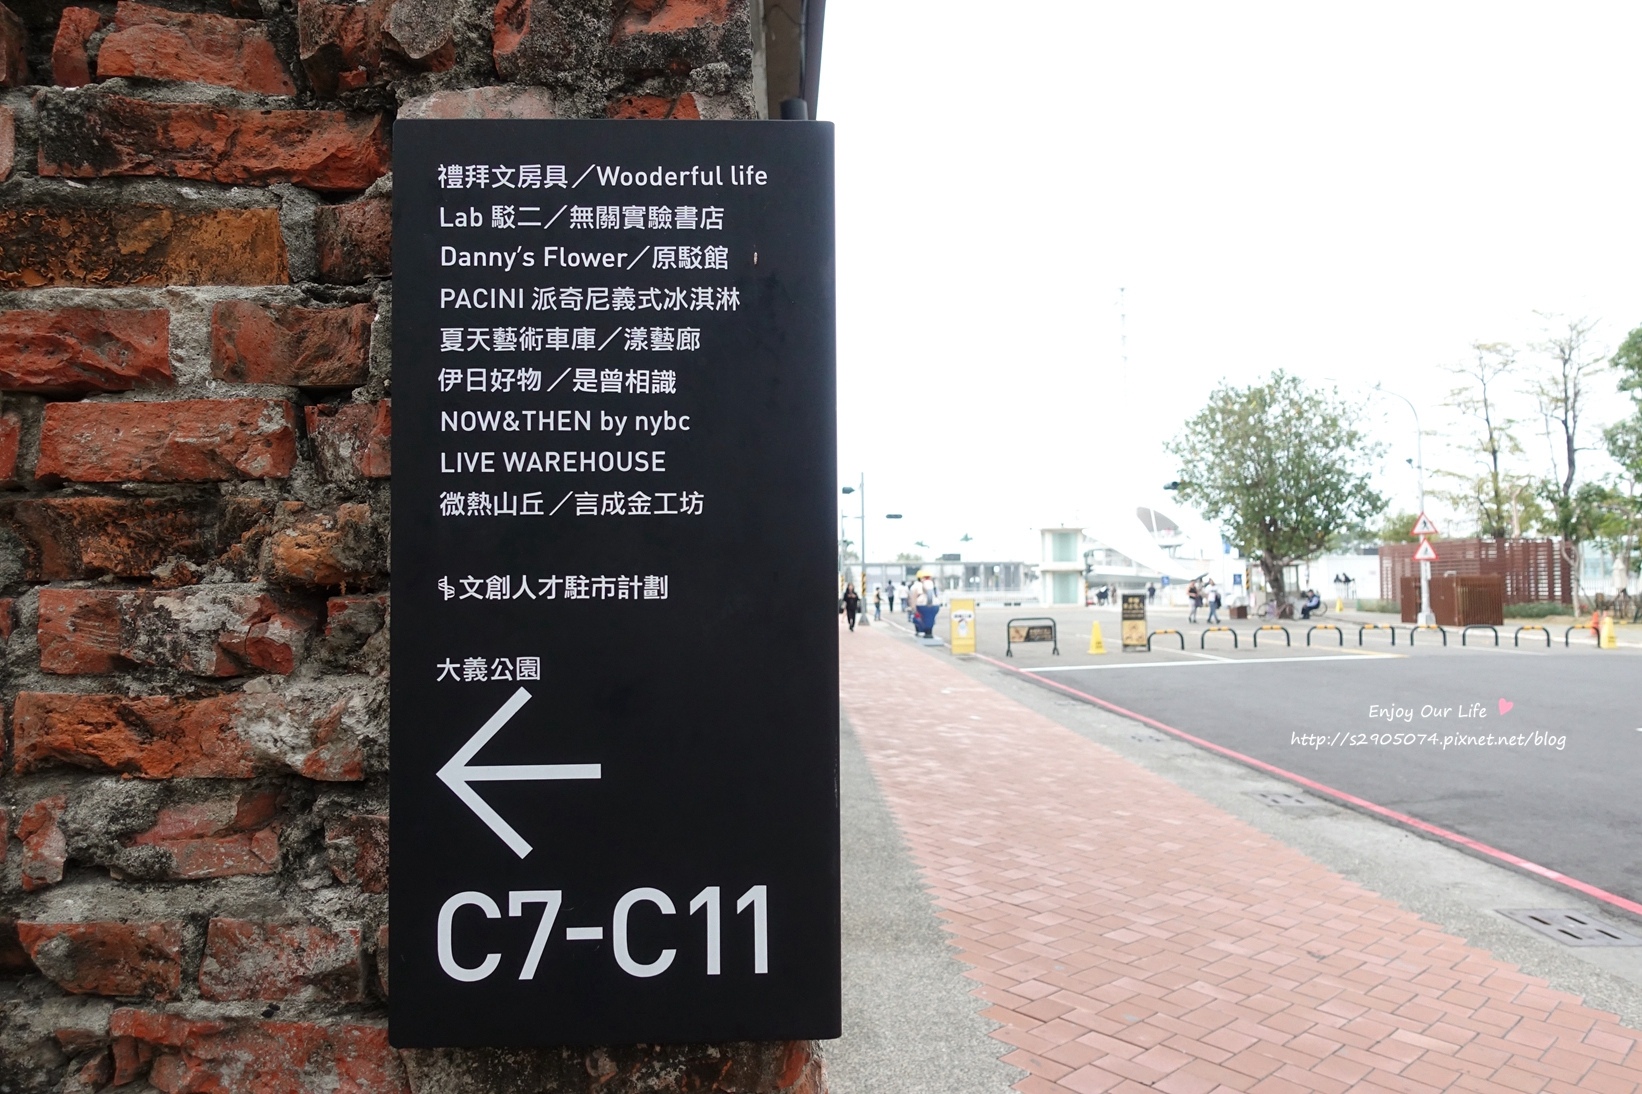 禮拜文房具／Wooderful life
Lab 駁二／無關實驗書店
Danny’s Flower／原駁館
PACINI 派奇尼義式冰淇淋
夏天藝術車庫／漾藝廊
伊日好物／是曾相識
NOW&THEN by nybc
LIVE WAREHOUSE
微熱山丘／言成金工坊
文創人才駐市計劃
大義公園
C7-C11
Enjoy Our Life
http://s2905074.pixnet.net/blog